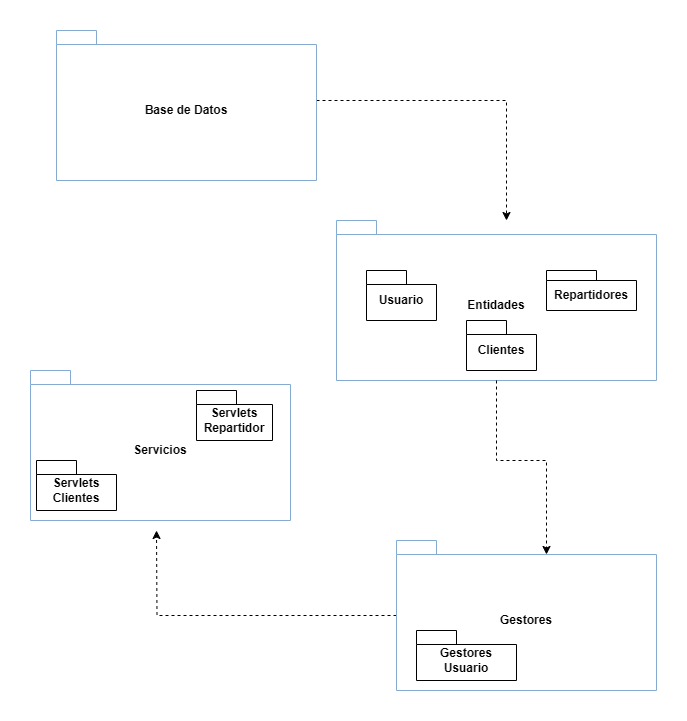 Base de Datos
Usuario
Entidades
Repartidores
Clientes
Servlets
Repartidor
Servicios
Servlets
Clientes
Gestores
Gestores
Usuario